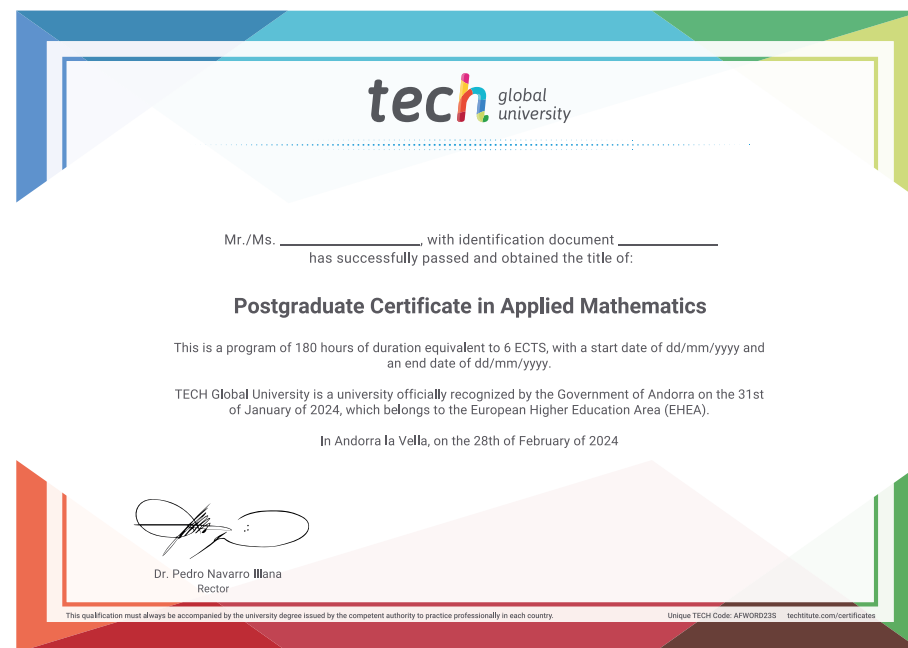 tech global university
Mr./Ms. ____________________, with identification document ______________
has successfully passed and obtained the title of:
Postgraduate Certificate in Applied Mathematics
This is a program of 180 hours of duration equivalent to 6 ECTS, with a start date of dd/mm/yyyy and
an end date of dd/mm/yyyy.
TECH Global University is a university officially recognized by the Government of Andorra on the 31st
of January of 2024, which belongs to the European Higher Education Area (EHEA).
In Andorra la Vella, on the 28th of February of 2024
Dr. Pedro Navarro Illana
Rector
This qualification must always be accompanied by the university degree issued by the competent authority to practice professionally in each country.
Unique TECH Code: AFWORD23S techtitute.com/certificates